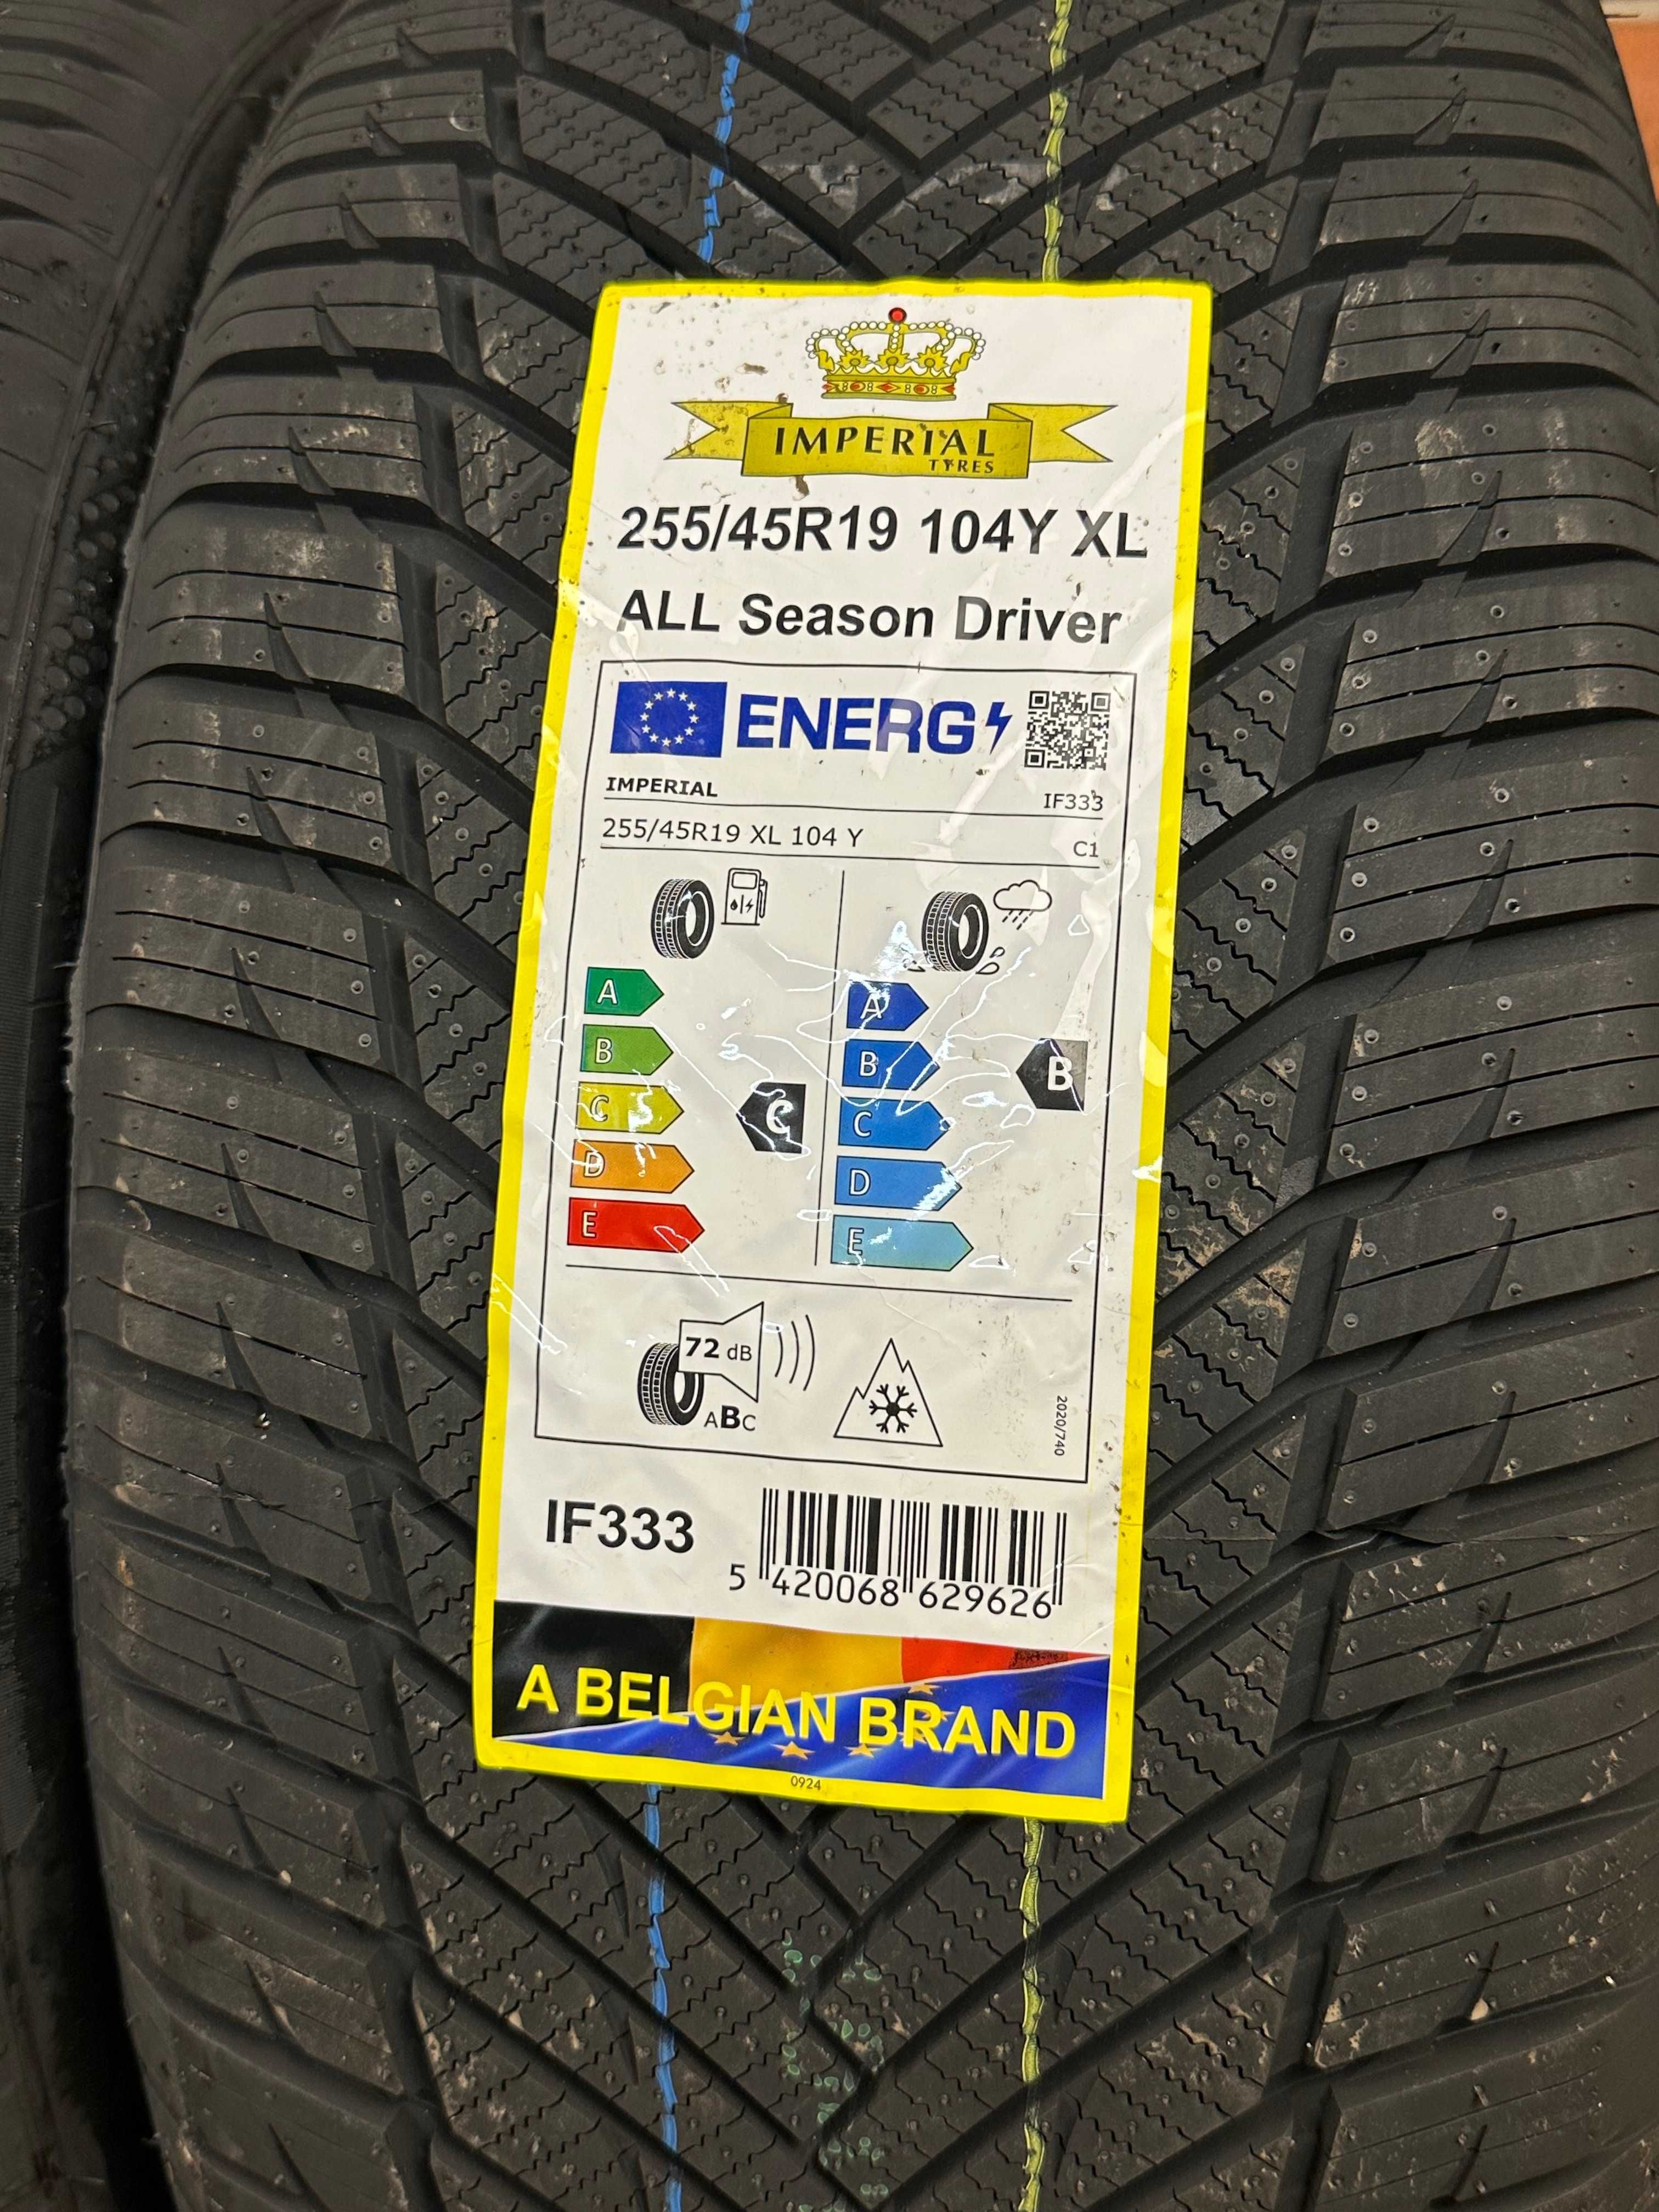 IMPERIAL
TYRES
255/45R19 104Y XL
ALL Season Driver
ENERG
IMPERIAL IF333
255/45R19 XL 104 Y C1
A A
B B B
C C C
D D
E E
72 dB
ABC
2020/740
IF333
5 420068 629626
A BELGIAN BRAND
0924